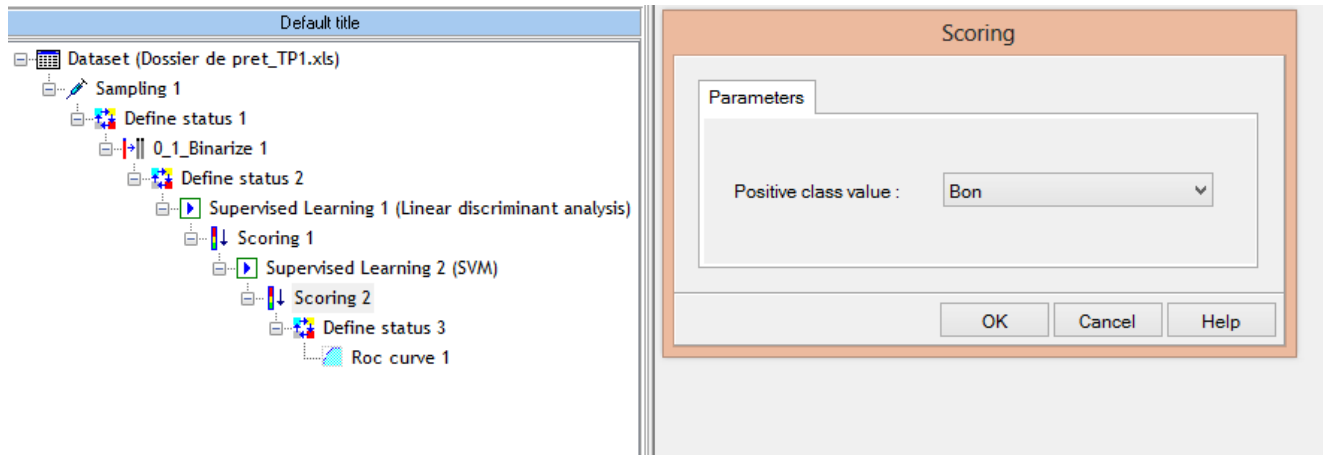 Default title
Dataset (Dossier de pret_TP1.xls)
Sampling 1
Define status 1
0_1_Binarize 1
Define status 2
Supervised Learning 1 (Linear discriminant analysis)
Scoring 1
Supervised Learning 2 (SVM)
Scoring 2
Define status 3
Roc curve 1
Scoring
Parameters
Positive class value : Bon
OK Cancel Help